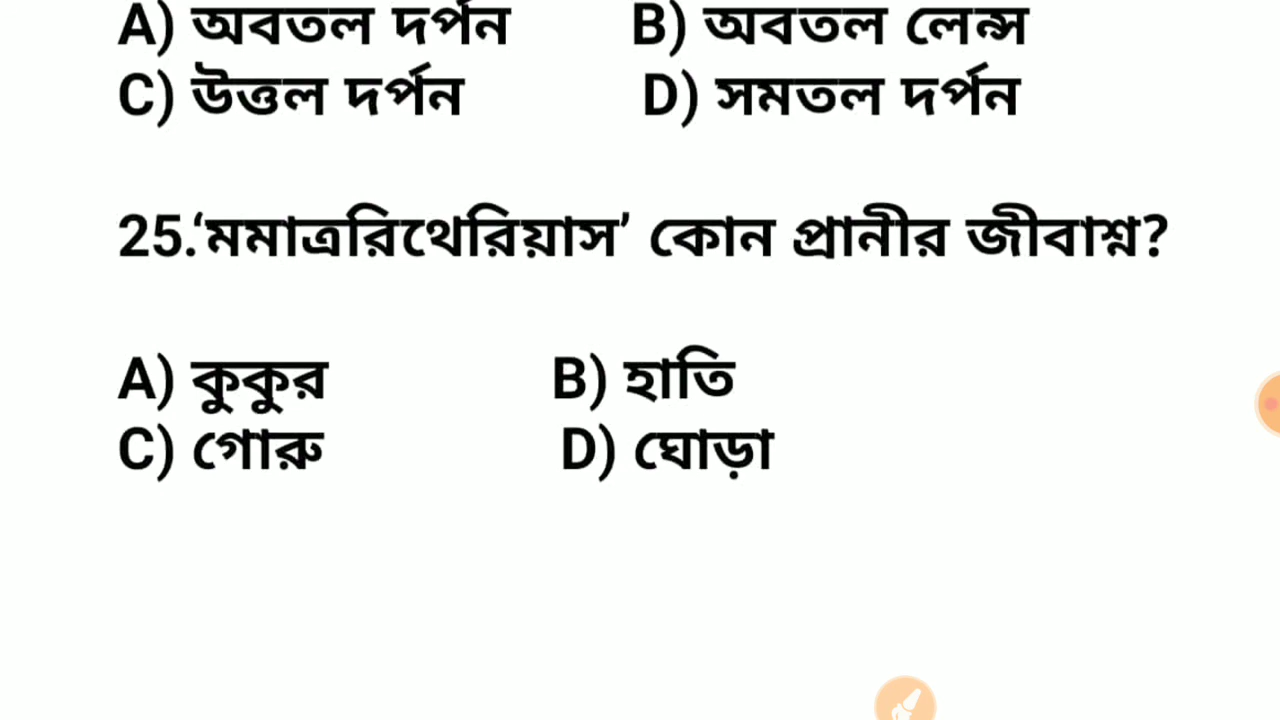 A) অবতল দর্পন B) অবতল লেন্স
C) উত্তল দর্পন D) সমতল দর্পন
25.‘মমাত্ররিথেরিয়াস’ কোন প্রানীর জীবাশ্ন?
A) কুকুর B) হাতি
C) গোরু D) ঘোড়া